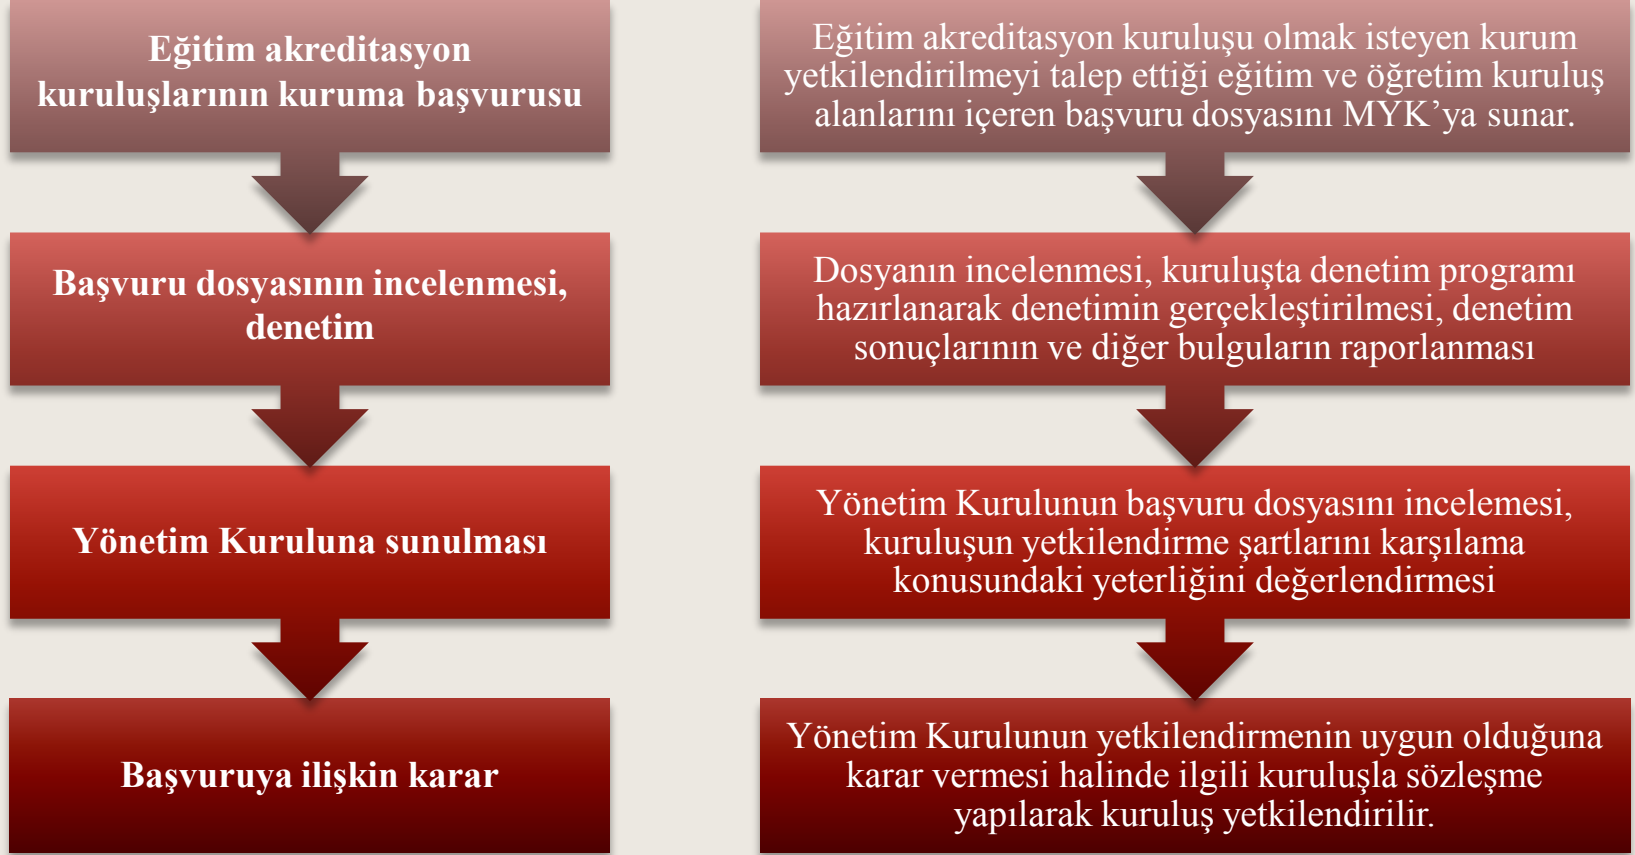 Eğitim akreditasyon
kuruluşlarının kuruma başvurusu
Eğitim akreditasyon kuruluşu olmak isteyen kurum
yetkilendirilmeyi talep ettiği eğitim ve öğretim kuruluş
alanlarını içeren başvuru dosyasını MYK’ya sunar.
Başvuru dosyasının incelenmesi,
denetim
Dosyanın incelenmesi, kuruluşta denetim programı
hazırlanarak denetimin gerçekleştirilmesi, denetim
sonuçlarının ve diğer bulguların raporlanması
Yönetim Kuruluna sunulması
Yönetim Kurulunun başvuru dosyasını incelemesi,
kuruluşun yetkilendirme şartlarını karşılama
konusundaki yeterliğini değerlendirmesi
Başvuruya ilişkin karar
Yönetim Kurulunun yetkilendirmenin uygun olduğuna
karar vermesi halinde ilgili kuruluşla sözleşme
yapılarak kuruluş yetkilendirilir.